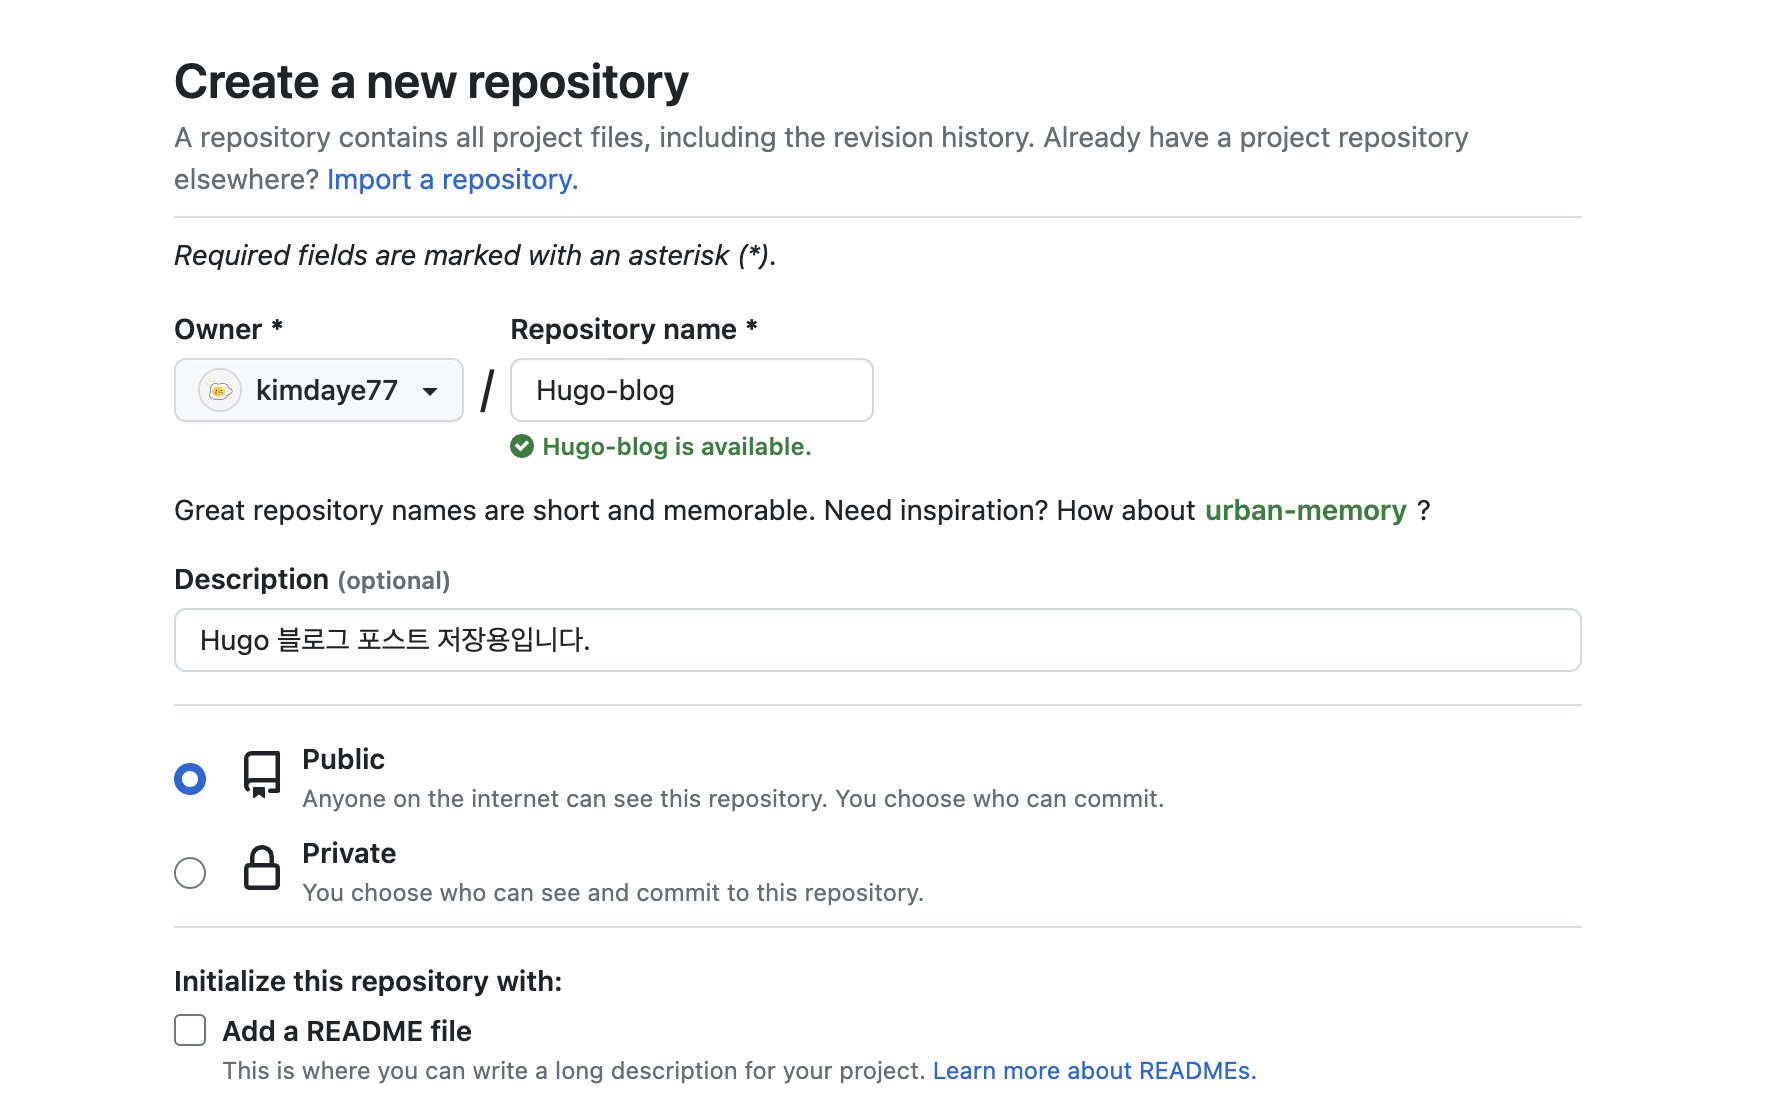 Create a new repository
A repository contains all project files, including the revision history. Already have a project repository
elsewhere? Import a repository.
Required fields are marked with an asterisk (*).
Owner *
Repository name *
kimdaye77
/
Hugo-blog
Hugo-blog is available.
Great repository names are short and memorable. Need inspiration? How about urban-memory ?
Description (optional)
Hugo 블로그 포스트 저장용입니다.
Public
Anyone on the internet can see this repository. You choose who can commit.
Private
You choose who can see and commit to this repository.
Initialize this repository with:
Add a README file
This is where you can write a long description for your project. Learn more about READMEs.